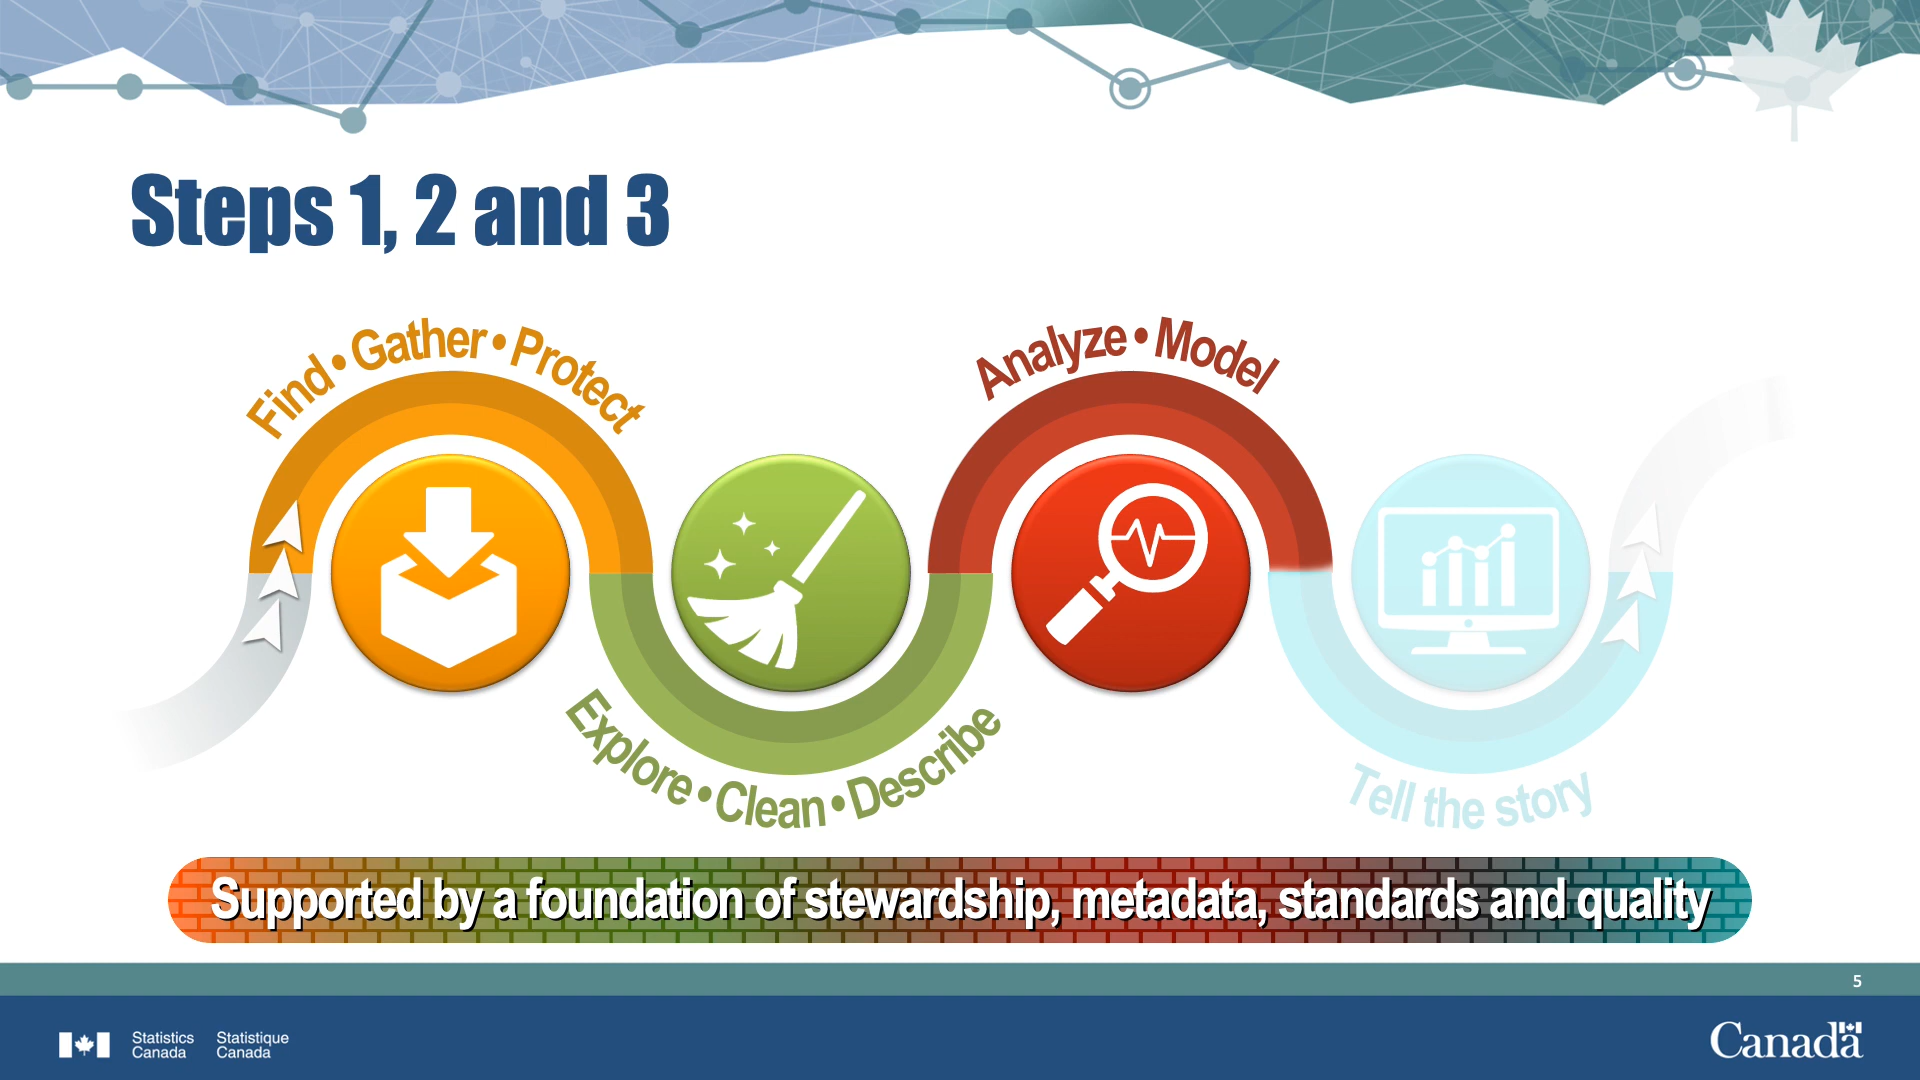 Steps 1, 2 and 3
Find • Gather • Protect
Analyze • Model
Explore • Clean • Describe
Tell the story
Supported by a foundation of stewardship, metadata, standards and quality
5
Statistics Canada
Statistique Canada
Canada